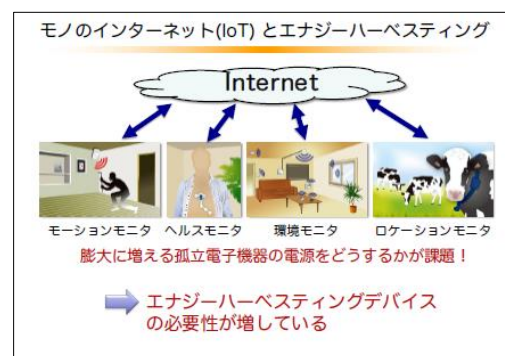 モノのインターネット(IoT) とエナジーハーベスティング
Internet
モーションモニタ ヘルスモニタ 環境モニタ ロケーションモニタ
膨大に増える孤立電子機器の電源をどうするかが課題！
エナジーハーベスティングデバイス
の必要性が増している